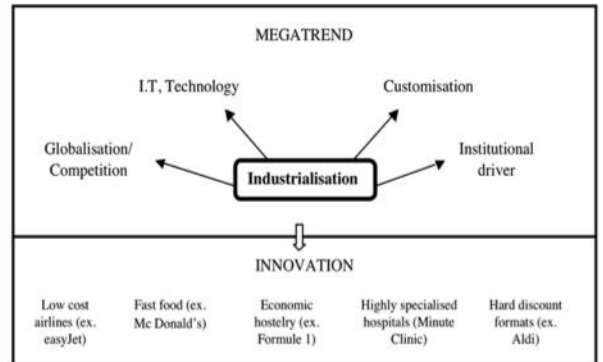 MEGATREND
I.T, Technology
Customisation
Globalisation/
Competition
Institutional
driver
Industrialisation
INNOVATION
Low cost
airlines (ex.
easyJet)
Fast food (ex.
Mc Donald's)
Economic
hostelry (ex.
Formule 1)
Highly specialised
hospitals (Minute
Clinic)
Hard discount
formats (ex.
Aldi)